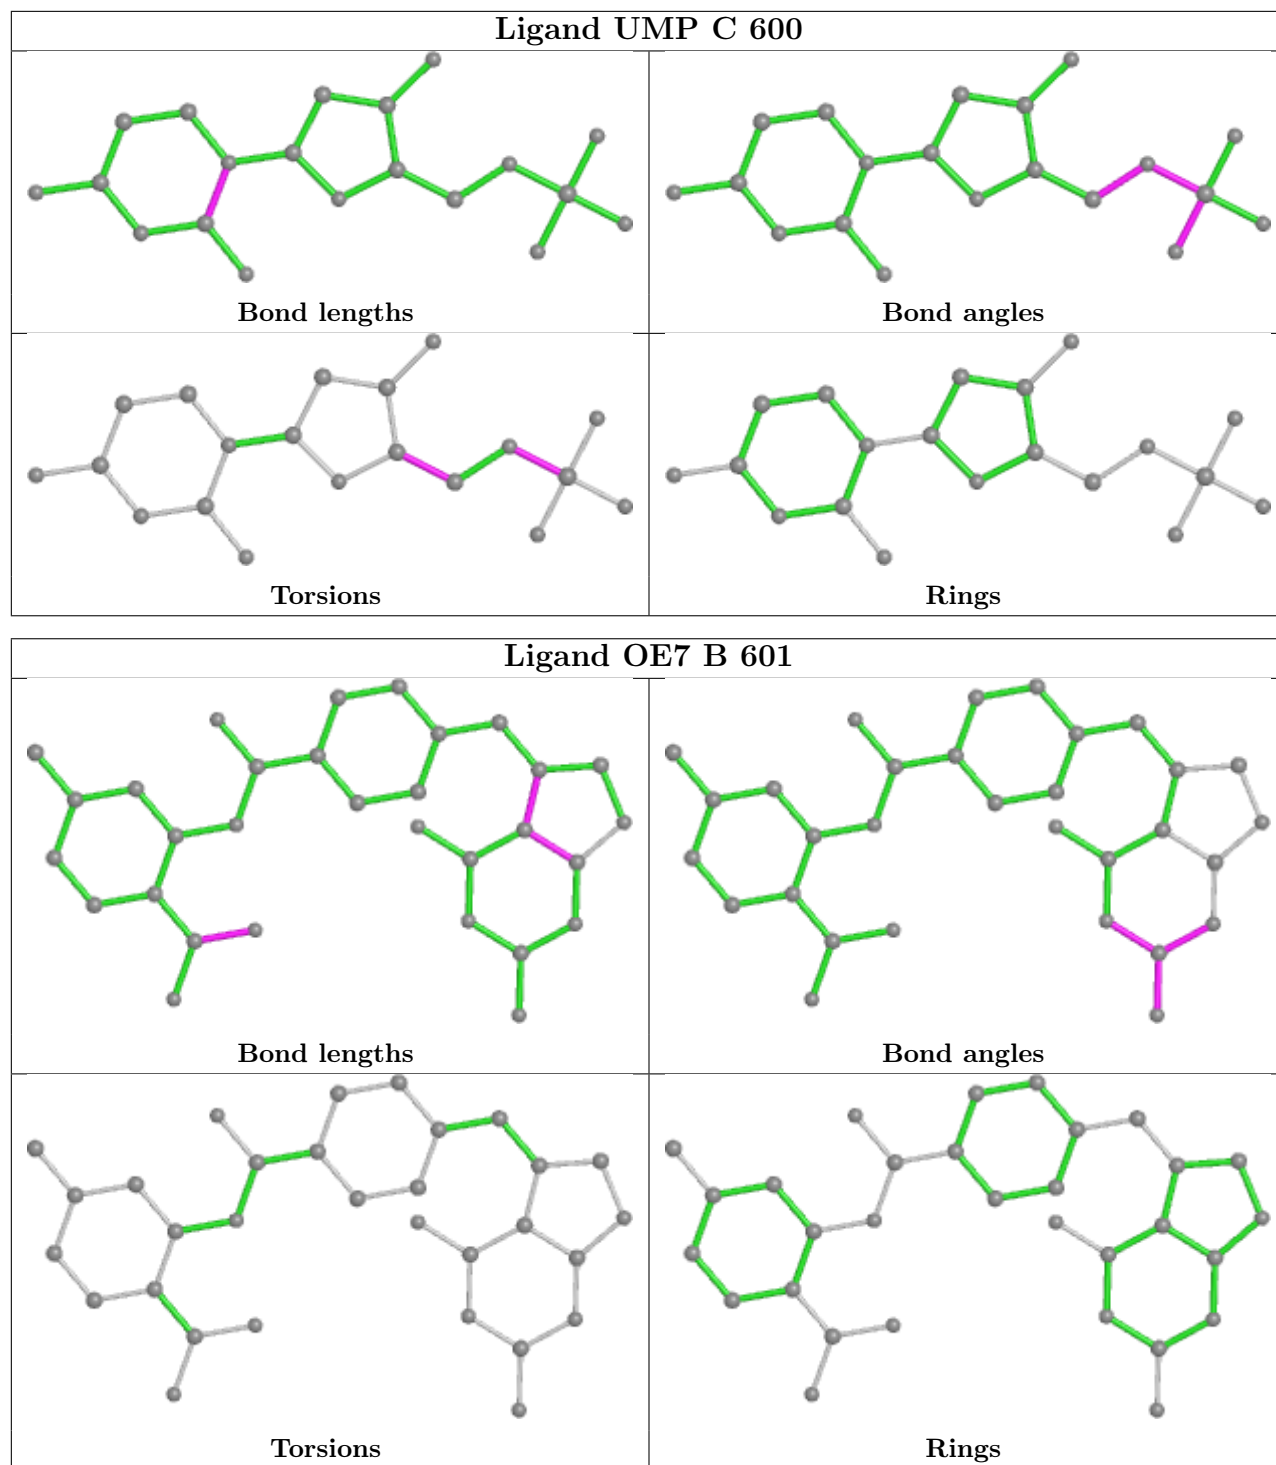 Ligand UMP C 600
Bond lengths
Bond angles
Torsions
Rings
Ligand OE7 B 601
Bond lengths
Bond angles
Torsions
Rings